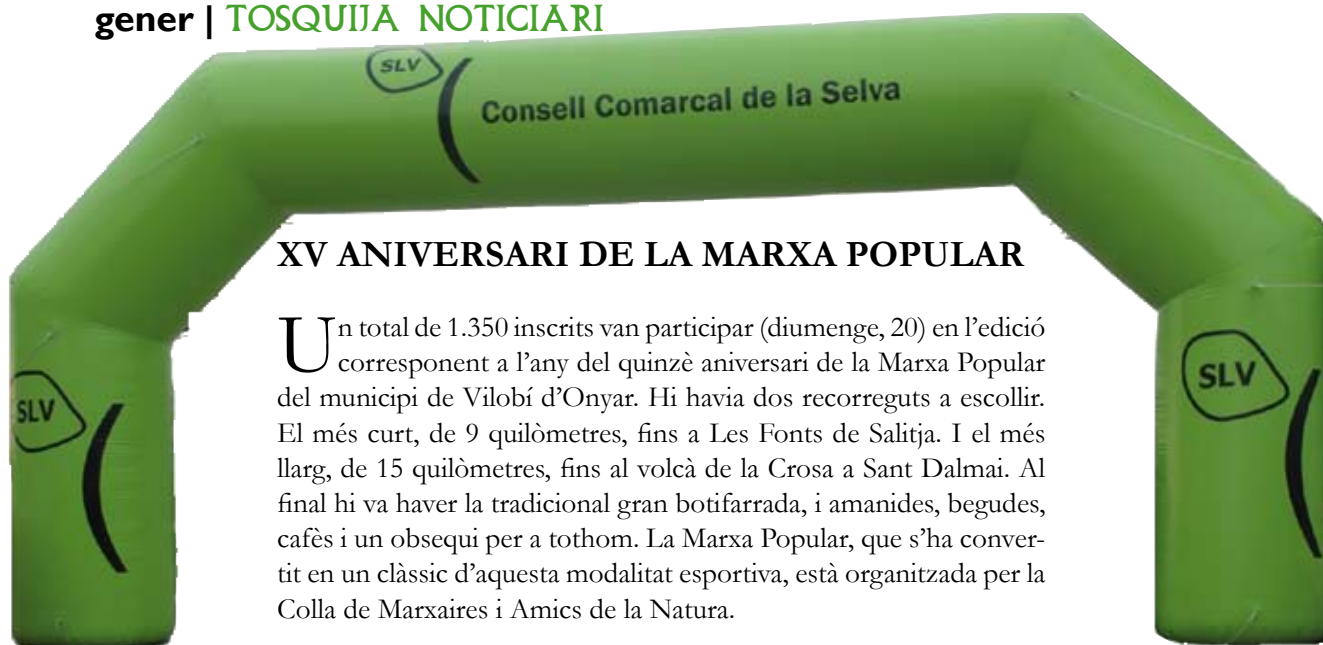 gener | TOSQUIJA NOTICIARI
SLV
Consell Comarcal de la Selva
XV ANIVERSARI DE LA MARXA POPULAR
Un total de 1.350 inscrits van participar (diumenge, 20) en l'edició
corresponent a l'any del quinzè aniversari de la Marxa Popular
del municipi de Vilobí d'Onyar. Hi havia dos recorreguts a escollir.
El més curt, de 9 quilòmetres, fins a Les Fonts de Salitja. I el més
llarg, de 15 quilòmetres, fins al volcà de la Crosa a Sant Dalmai. Al
final hi va haver la tradicional gran botifarrada, i amanides, begudes,
cafès i un obsequi per a tothom. La Marxa Popular, que s'ha conver-
tit en un clàssic d'aquesta modalitat esportiva, està organitzada per la
Colla de Marxaires i Amics de la Natura.
SLV
SLV